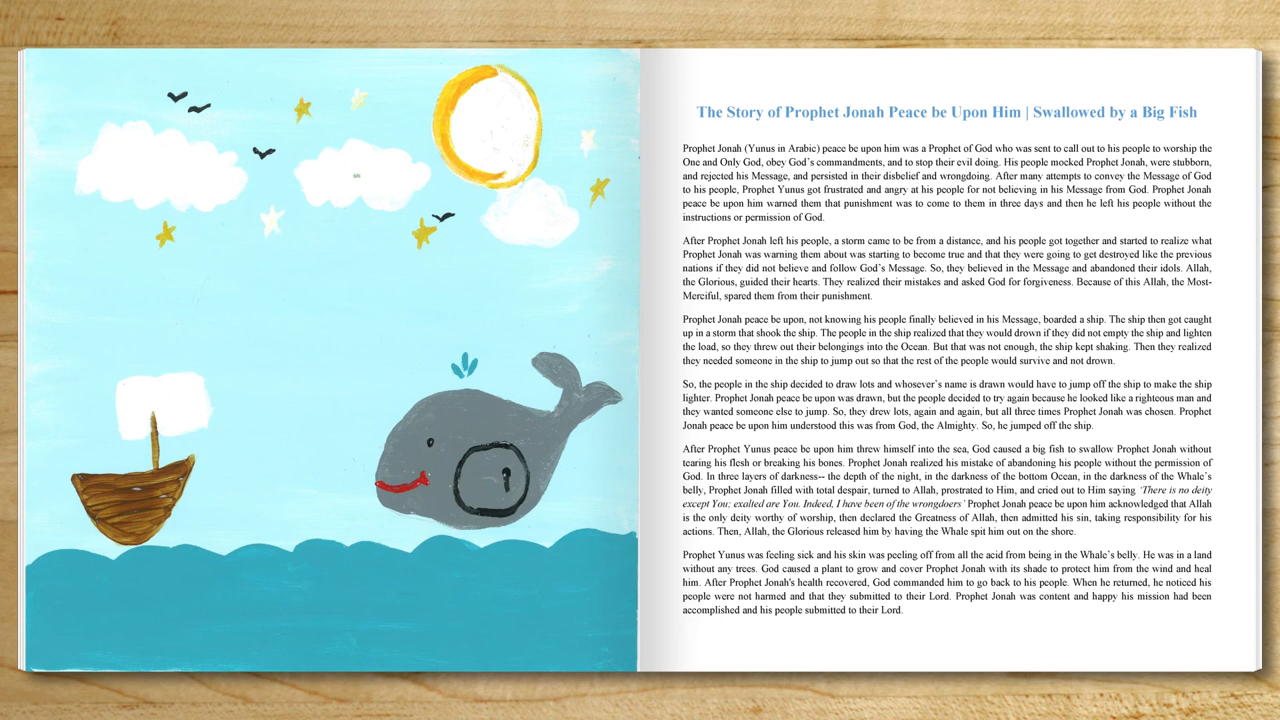 The Story of Prophet Jonah Peace be Upon Him | Swallowed by a Big Fish
Prophet Jonah (Yunus in Arabic) peace be upon him was a Prophet of God who was sent to call out to his people to worship the
One and Only God, obey God's commandments, and to stop their evil doing. His people mocked Prophet Jonah, were stubborn,
and rejected his Message, and persisted in their disbelief and wrongdoing. After many attempts to convey the Message of God
to his people, Prophet Yunus got frustrated and angry at his people for not believing in his Message from God. Prophet Jonah
peace be upon him warned them that punishment was to come to them in three days and then he left his people without the
instructions or permission of God.
After Prophet Jonah left his people, a storm came to be from a distance, and his people got together and started to realize what
Prophet Jonah was warning them about was starting to become true and that they were going to get destroyed like the previous
nations if they did not believe and follow God's Message. So, they believed in the Message and abandoned their idols. Allah,
the Glorious, guided their hearts. They realized their mistakes and asked God for forgiveness. Because of this Allah, the Most-
Merciful, spared them from their punishment.
Prophet Jonah peace be upon, not knowing his people finally believed in his Message, boarded a ship. The ship then got caught
up in a storm that shook the ship. The people in the ship realized that they would drown if they did not empty the ship and lighten
the load, so they threw out their belongings into the Ocean. But that was not enough, the ship kept shaking. Then they realized
they needed someone in the ship to jump out so that the rest of the people would survive and not drown.
So, the people in the ship decided to draw lots and whosever's name is drawn would have to jump off the ship to make the ship
lighter. Prophet Jonah peace be upon was drawn, but the people decided to try again because he looked like a righteous man and
they wanted someone else to jump. So, they drew lots, again and again, but all three times Prophet Jonah was chosen. Prophet
Jonah peace be upon him understood this was from God, the Almighty. So, he jumped off the ship.
After Prophet Yunus peace be upon him threw himself into the sea, God caused a big fish to swallow Prophet Jonah without
tearing his flesh or breaking his bones. Prophet Jonah realized his mistake of abandoning his people without the permission of
God. In three layers of darkness-- the depth of the night, in the darkness of the bottom Ocean, in the darkness of the Whale's
belly, Prophet Jonah filled with total despair, turned to Allah, prostrated to Him, and cried out to Him saying 'There is no deity
except You; exalted are You. Indeed, I have been of the wrongdoers' Prophet Jonah peace be upon him acknowledged that Allah
is the only deity worthy of worship, then declared the Greatness of Allah, then admitted his sin, taking responsibility for his
actions. Then, Allah, the Glorious released him by having the Whale spit him out on the shore.
Prophet Yunus was feeling sick and his skin was peeling off from all the acid from being in the Whale's belly. He was in a land
without any trees. God caused a plant to grow and cover Prophet Jonah with its shade to protect him from the wind and heal
him. After Prophet Jonah's health recovered, God commanded him to go back to his people. When he returned, he noticed his
people were not harmed and that they submitted to their Lord. Prophet Jonah was content and happy his mission had been
accomplished and his people submitted to their Lord.